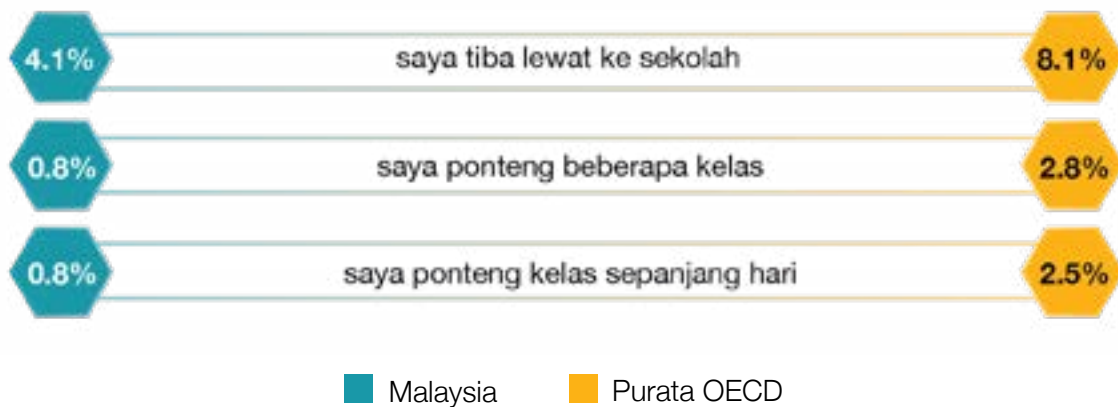 4.1% saya tiba lewat ke sekolah 8.1%
0.8% saya ponteng beberapa kelas 2.8%
0.8% saya ponteng kelas sepanjang hari 2.5%
Malaysia Purata OECD